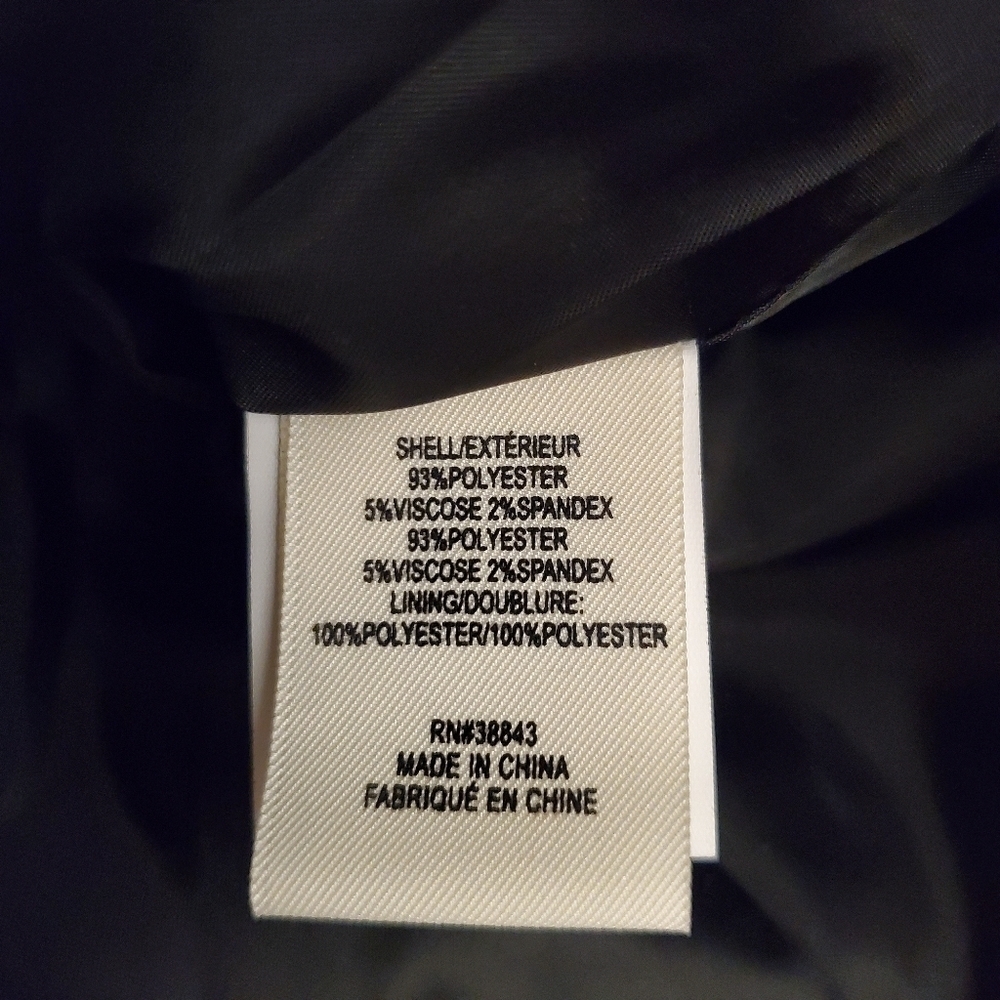 SHELL/EXTÉRIEUR
93%POLYESTER
5%VISCOSE 2%SPANDEX
93%POLYESTER
5%VISCOSE 2%SPANDEX
LINING/DOUBLURE:
100%POLYESTER/100%POLYESTER
RN#38843
MADE IN CHINA
FABRIQUÉ EN CHINE